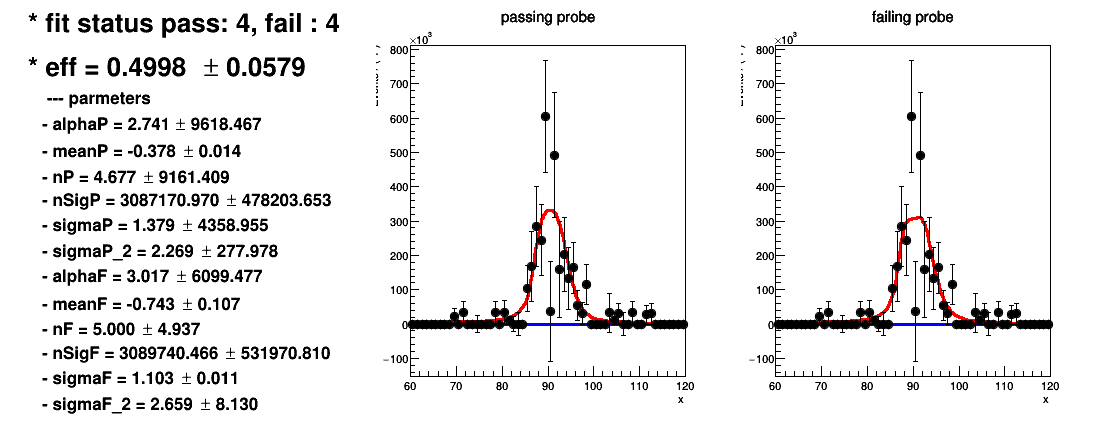 * fit status pass: 4, fail : 4
* eff = 0.4998 ± 0.0579
--- parmeters
- alphaP = 2.741 ± 9618.467
- meanP = -0.378 ± 0.014
- nP = 4.677 ± 9161.409
- nSigP = 3087170.970 ± 478203.653
- sigmaP = 1.379 ± 4358.955
- sigmaP_2 = 2.269 ± 277.978
- alphaF = 3.017 ± 6099.477
- meanF = -0.743 ± 0.107
- nF = 5.000 ± 4.937
- nSigF = 3089740.466 ± 531970.810
- sigmaF = 1.103 ± 0.011
- sigmaF_2 = 2.659 ± 8.130
passing probe
×10³
800
700
600
500
400
300
200
100
0
−100
60 70 80 90 100 110 120
x
failing probe
×10³
800
700
600
500
400
300
200
100
0
−100
60 70 80 90 100 110 120
x